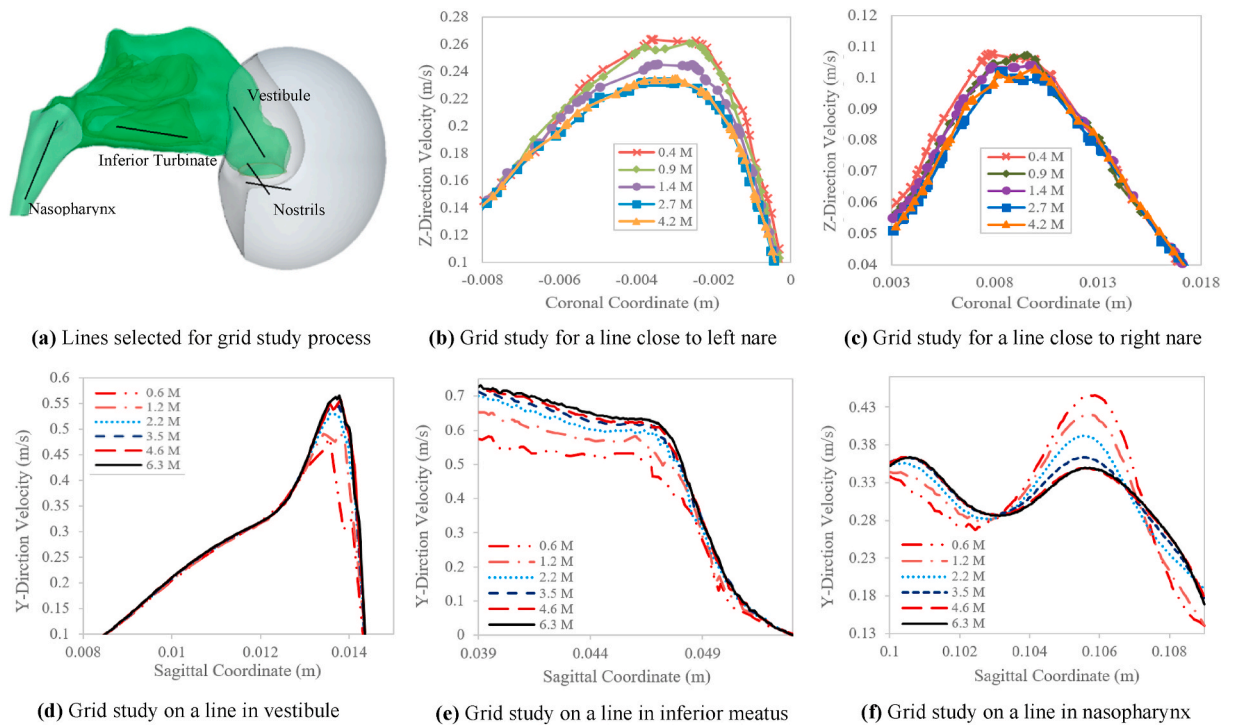 Vestibule
Inferior Turbinate
Nasopharynx
Nostrils
(a) Lines selected for grid study process
Z-Direction Velocity (m/s)
0.28
0.26
0.24
0.22
0.2
0.18
0.16
0.14
0.12
0.1
0.4 M
0.9 M
1.4 M
2.7 M
4.2 M
-0.008
-0.006
-0.004
-0.002
0
Coronal Coordinate (m)
(b) Grid study for a line close to left nare
Z-Direction Velocity (m/s)
0.12
0.11
0.1
0.09
0.08
0.07
0.06
0.05
0.04
0.4 M
0.9 M
1.4 M
2.7 M
4.2 M
0.003
0.008
0.013
0.018
Coronal Coordinate (m)
(c) Grid study for a line close to right nare
Y-Dirction Velocity (m/s)
0.6
0.55
0.5
0.45
0.4
0.35
0.3
0.25
0.2
0.15
0.1
0.6 M
1.2 M
2.2 M
3.5 M
4.6 M
6.3 M
0.008
0.01
0.012
0.014
Sagittal Coordinate (m)
(d) Grid study on a line in vestibule
Y-Dirction Velocity (m/s)
0.7
0.6
0.5
0.4
0.3
0.2
0.1
0
0.6 M
1.2 M
2.2 M
3.5 M
4.6 M
6.3 M
0.039
0.044
0.049
Sagittal Coordinate (m)
(e) Grid study on a line in inferior meatus
Y-Dirction Velocity (m/s)
0.43
0.38
0.33
0.28
0.23
0.18
0.13
0.6 M
1.2 M
2.2 M
3.5 M
4.6 M
6.3 M
0.1
0.102
0.104
0.106
0.108
Sagittal Coordinate (m)
(f) Grid study on a line in nasopharynx